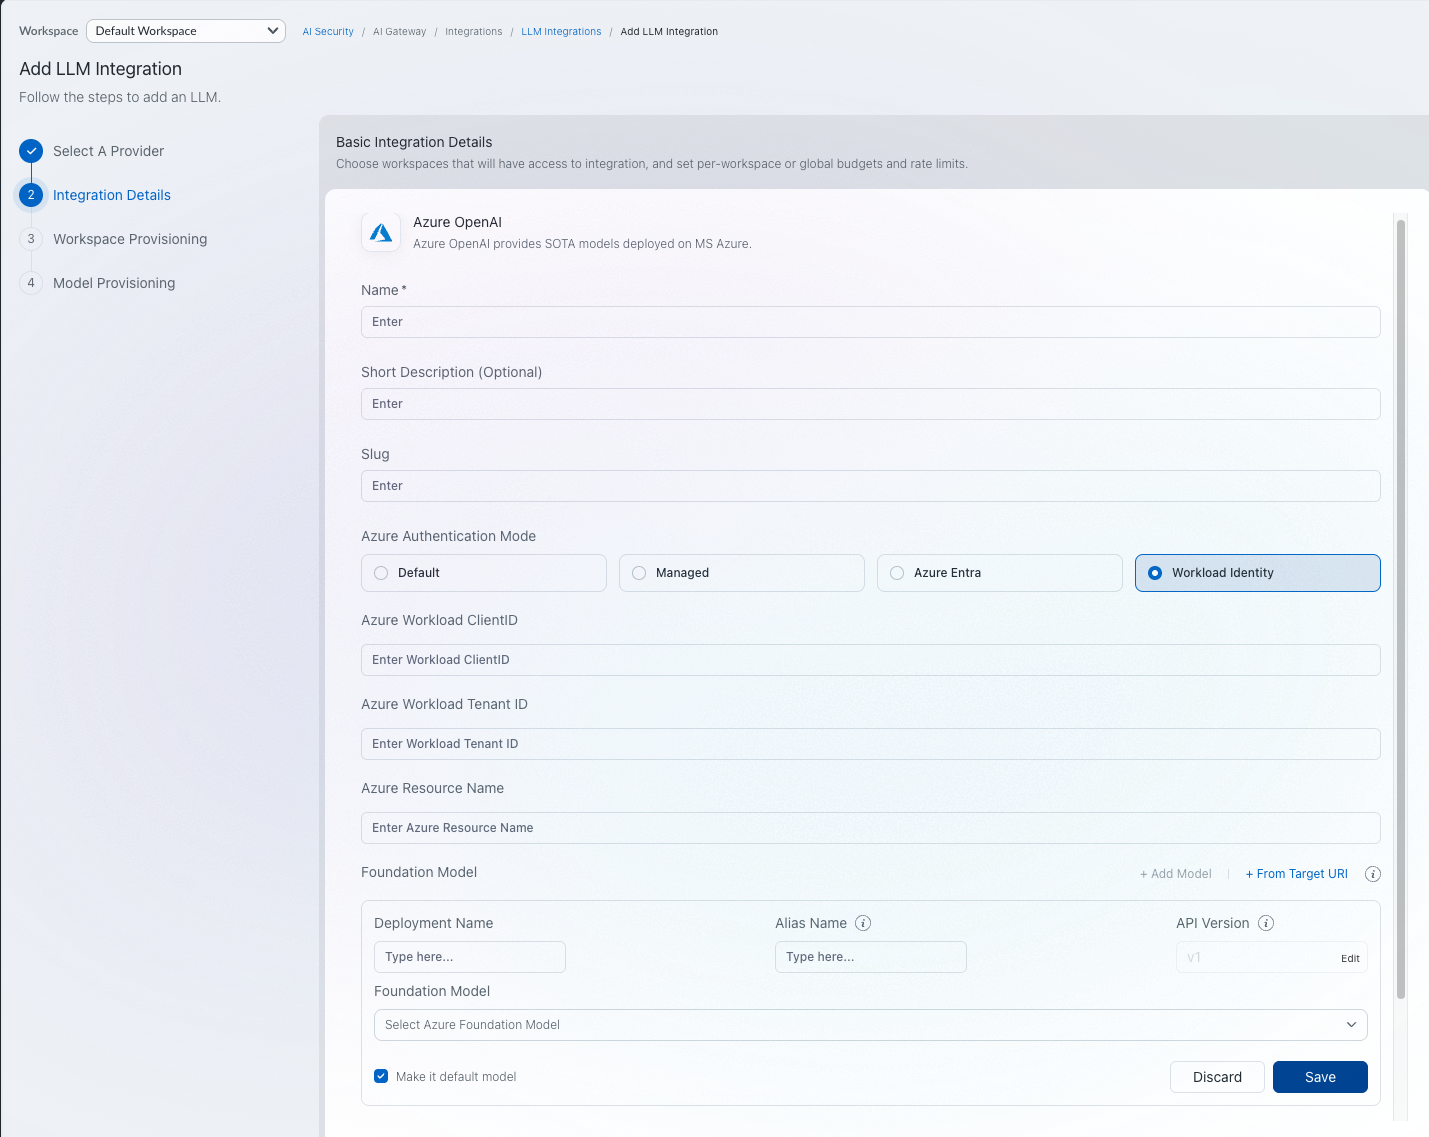 Workspace Default Workspace AI Security / AI Gateway / Integrations / LLM Integrations / Add LLM Integration
Add LLM Integration
Follow the steps to add an LLM.
Select A Provider
2 Integration Details
3 Workspace Provisioning
4 Model Provisioning
Basic Integration Details
Choose workspaces that will have access to integration, and set per-workspace or global budgets and rate limits.
Azure OpenAI
Azure OpenAI provides SOTA models deployed on MS Azure.
Name *
Enter
Short Description (Optional)
Enter
Slug
Enter
Azure Authentication Mode
Default Managed Azure Entra Workload Identity
Azure Workload ClientID
Enter Workload ClientID
Azure Workload Tenant ID
Enter Workload Tenant ID
Azure Resource Name
Enter Azure Resource Name
Foundation Model + Add Model + From Target URI i
Deployment Name Alias Name i API Version i
Type here... Type here... v1 Edit
Foundation Model
Select Azure Foundation Model
Make it default model Discard Save